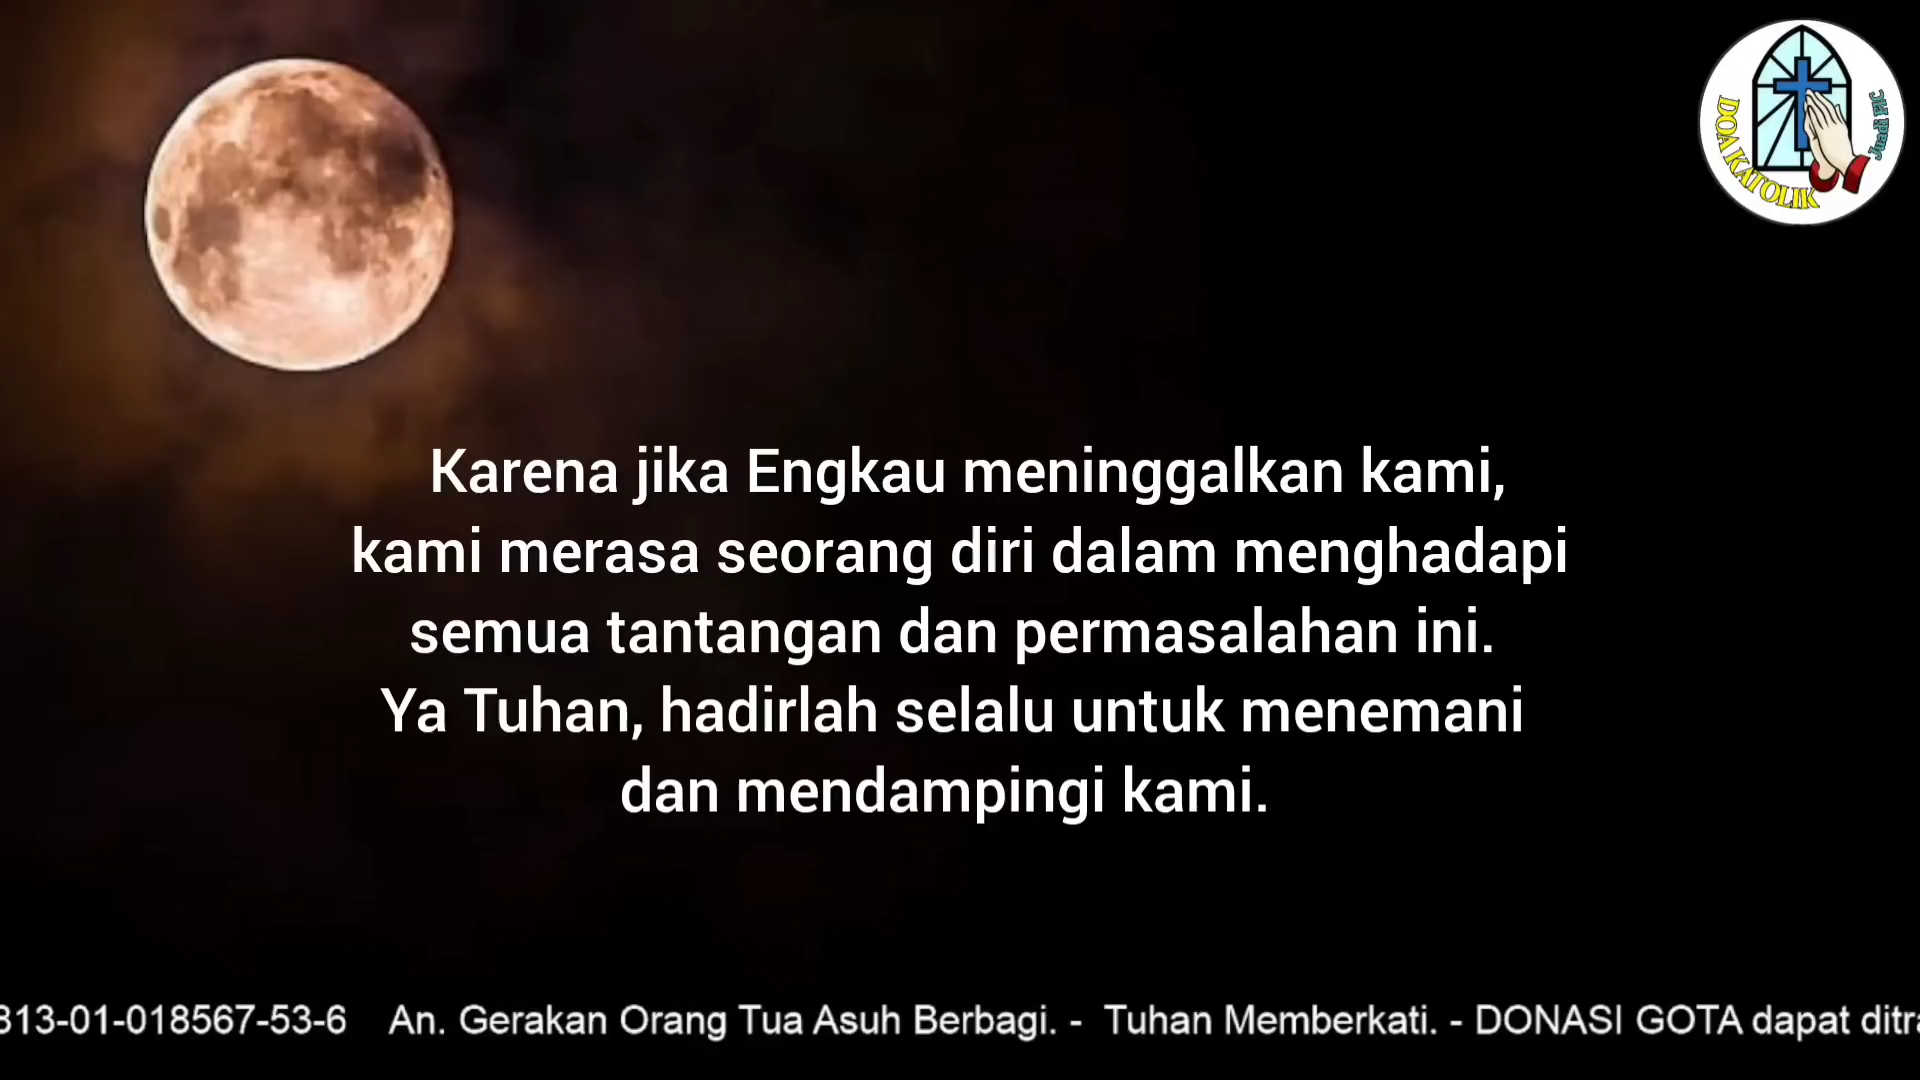 DOA KATOLIK
Juadi FIC
Karena jika Engkau meninggalkan kami,
kami merasa seorang diri dalam menghadapi
semua tantangan dan permasalahan ini.
Ya Tuhan, hadirlah selalu untuk menemani
dan mendampingi kami.
813-01-018567-53-6 An. Gerakan Orang Tua Asuh Berbagi. - Tuhan Memberkati. - DONASI GOTA dapat ditra